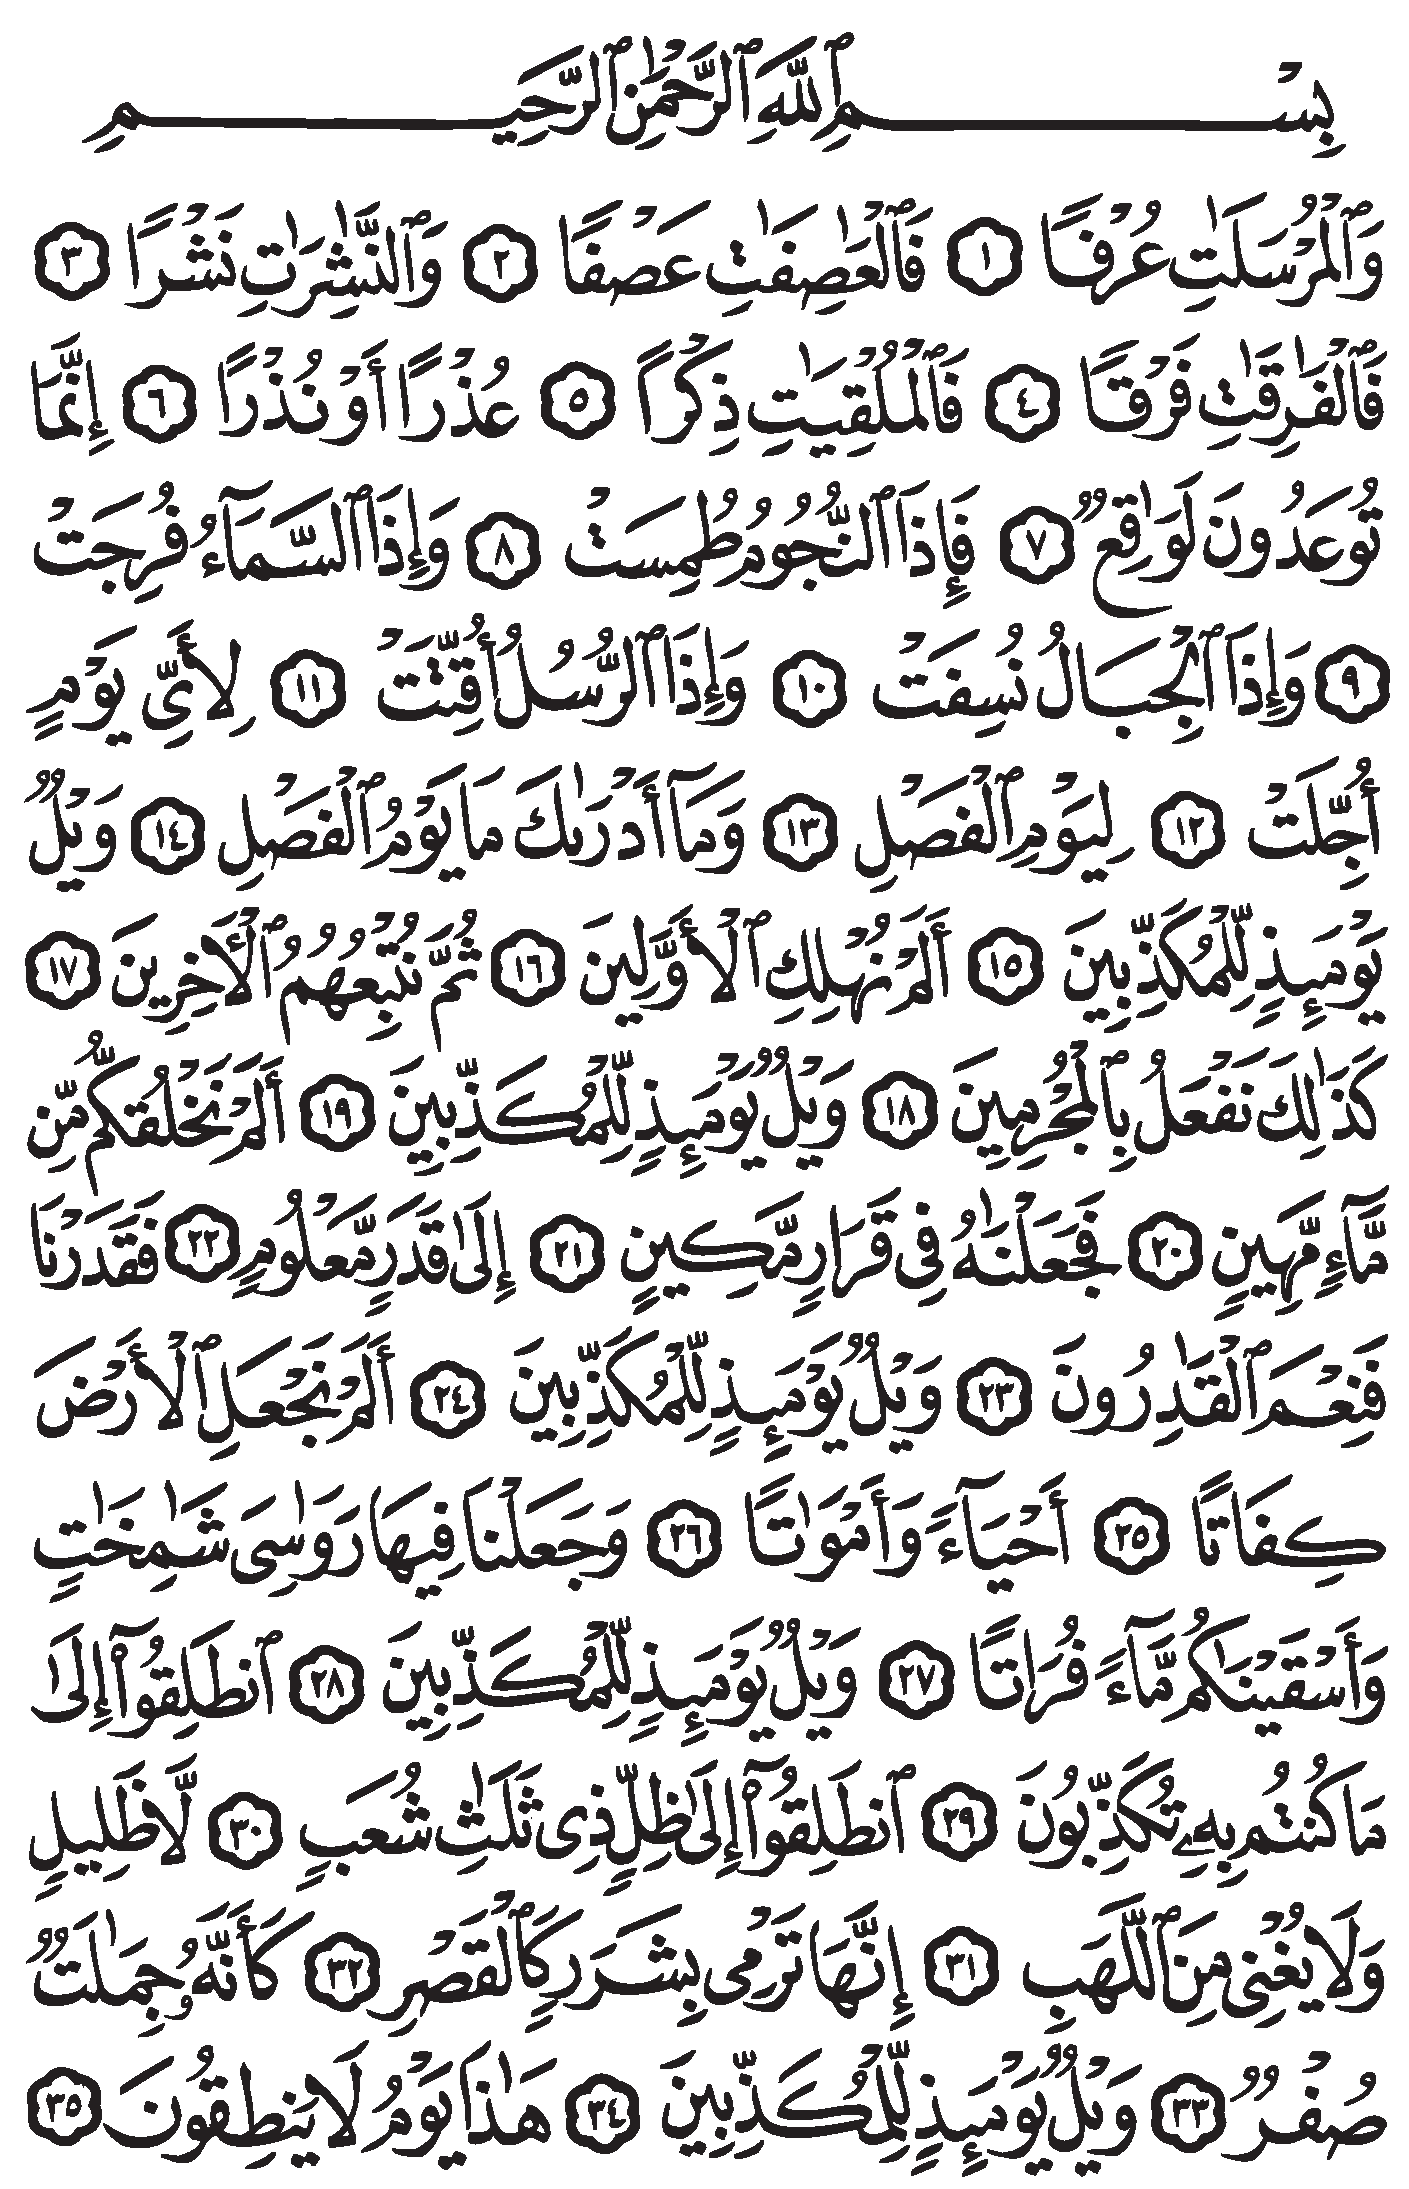 بِسْمِ ٱللَّهِ ٱلرَّحْمَٰنِ ٱلرَّحِيمِ
وَٱلْمُرْسَلَٰتِ عُرْفًا ١ فَٱلْعَٰصِفَٰتِ عَصْفًا ٢ وَٱلنَّٰشِرَٰتِ نَشْرًا ٣
فَٱلْفَٰرِقَٰتِ فَرْقًا ٤ فَٱلْمُلْقِيَٰتِ ذِكْرًا ٥ عُذْرًا أَوْ نُذْرًا ٦ إِنَّمَا
تُوعَدُونَ لَوَٰقِعٌ ٧ فَإِذَا ٱلنُّجُومُ طُمِسَتْ ٨ وَإِذَا ٱلسَّمَآءُ فُرِجَتْ
٩ وَإِذَا ٱلْجِبَالُ نُسِفَتْ ١٠ وَإِذَا ٱلرُّسُلُ أُقِّتَتْ ١١ لِأَىِّ يَوْمٍ
أُجِّلَتْ ١٢ لِيَوْمِ ٱلْفَصْلِ ١٣ وَمَآ أَدْرَىٰكَ مَا يَوْمُ ٱلْفَصْلِ ١٤ وَيْلٌ
يَوْمَئِذٍ لِّلْمُكَذِّبِينَ ١٥ أَلَمْ نُهْلِكِ ٱلْأَوَّلِينَ ١٦ ثُمَّ نُتْبِعُهُمُ ٱلْأَخِرِينَ ١٧
كَذَٰلِكَ نَفْعَلُ بِٱلْمُجْرِمِينَ ١٨ وَيْلٌ يَوْمَئِذٍ لِّلْمُكَذِّبِينَ ١٩ أَلَمْ نَخْلُقكُّم مِّن
مَّآءٍ مَّهِينٍ ٢٠ فَجَعَلْنَٰهُ فِى قَرَارٍ مَّكِينٍ ٢١ إِلَىٰ قَدَرٍ مَّعْلُومٍ ٢٢ فَقَدَرْنَا
فَنِعْمَ ٱلْقَٰدِرُونَ ٢٣ وَيْلٌ يَوْمَئِذٍ لِّلْمُكَذِّبِينَ ٢٤ أَلَمْ نَجْعَلِ ٱلْأَرْضَ
كِفَاتًا ٢٥ أَحْيَآءً وَأَمْوَٰتًا ٢٦ وَجَعَلْنَا فِيهَا رَوَٰسِىَ شَٰمِخَٰتٍ
وَأَسْقَيْنَٰكُم مَّآءً فُرَاتًا ٢٧ وَيْلٌ يَوْمَئِذٍ لِّلْمُكَذِّبِينَ ٢٨ ٱنطَلِقُوٓا۟ إِلَىٰ
مَا كُنتُم بِهِۦ تُكَذِّبُونَ ٢٩ ٱنطَلِقُوٓا۟ إِلَىٰ ظِلٍّ ذِى ثَلَٰثِ شُعَبٍ ٣٠ لَّا ظَلِيلٍ
وَلَا يُغْنِى مِنَ ٱللَّهَبِ ٣١ إِنَّهَا تَرْمِى بِشَرَرٍ كَٱلْقَصْرِ ٣٢ كَأَنَّهُۥ جِمَٰلَتٌ
صُفْرٌ ٣٣ وَيْلٌ يَوْمَئِذٍ لِّلْمُكَذِّبِينَ ٣٤ هَٰذَا يَوْمُ لَا يَنطِقُونَ ٣٥